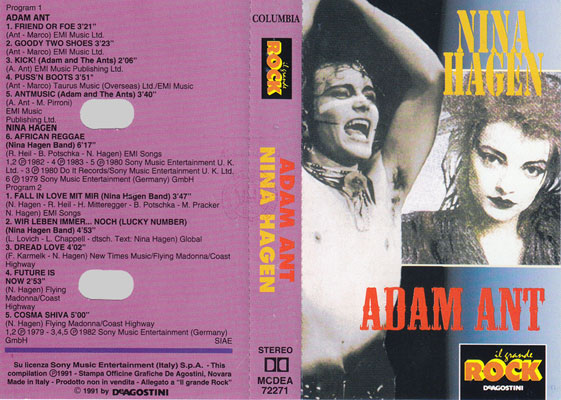 Program 1
ADAM ANT
1. FRIEND OR FOE 3'21"
(Ant - Marco) EMI Music Ltd.
2. GOODY TWO SHOES 3'23"
(Ant - Marco) EMI Music Ltd.
3. KICK! (Adam and The Ants) 2'06"
(A. Ant) EMI Music Publishing Ltd.
4. PUSS'N BOOTS 3'51"
(Ant - Marco) Taurus Music (Overseas) Ltd./EMI Music
5. ANTMUSIC (Adam and The Ants) 3'40"
(A. Ant - M. Pirroni)
EMI Music
Publishing Ltd.
NINA HAGEN
6. AFRICAN REGGAE
(Nina Hagen Band) 6'17"
(R. Heil - B. Potschka - N. Hagen) EMI Songs
1,2 ℗ 1982 - 4 ℗ 1983 - 5 ℗ 1980 Sony Music Entertainment U. K.
Ltd. - 3 ℗ 1980 Do It Records/Sony Music Entertainment U. K. Ltd.
6 ℗ 1979 Sony Music Entertainment (Germany) GmbH
Program 2
1. FALL IN LOVE MIT MIR (Nina Hagen Band) 3'47"
(N. Hagen - R. Heil - H. Mitteregger - B. Potschka - M. Pracker
N. Hagen) EMI Songs
2. WIR LEBEN IMMER... NOCH (LUCKY NUMBER)
(Nina Hagen Band) 4'53"
(L. Lovich - L. Chappell - dtsch. Text: Nina Hagen) Global
3. DREAD LOVE 4'02"
(F. Karmelk - N. Hagen) New Times Music/Flying Madonna/Coast
Highway
4. FUTURE IS
NOW 2'53"
(N. Hagen) Flying
Madonna/Coast
Highway
5. COSMA SHIVA 5'00"
(N. Hagen) Flying Madonna/Coast Highway
1,2 ℗ 1979 - 3,4,5 ℗ 1982 Sony Music Entertainment (Germany)
GmbH SIAE
Su licenza Sony Music Entertainment (Italy) S.p.A. - This
compilation ℗1991 - Stampa Officine Grafiche De Agostini, Novara
Made in Italy - Prodotto non in vendita - Allegato a "Il grande Rock"
© 1991 by DeAGOSTINI
COLUMBIA
il grande
ROCK
ADAM ANT
NINA HAGEN
STEREO
MCDEA
72271
NINA
HAGEN
ADAM ANT
il grande
ROCK
DeAGOSTINI